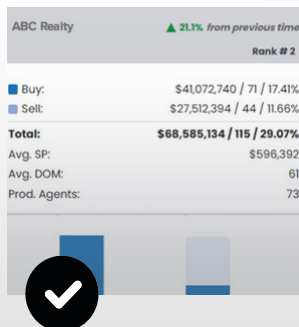 ABC Realty
▲ 21.1% from previous time
Rank # 2
Buy: $41,072,740 / 71 / 17.41%
Sell: $27,512,394 / 44 / 11.66%
Total: $68,585,134 / 115 / 29.07%
Avg. SP: $596,392
Avg. DOM: 61
Prod. Agents: 73